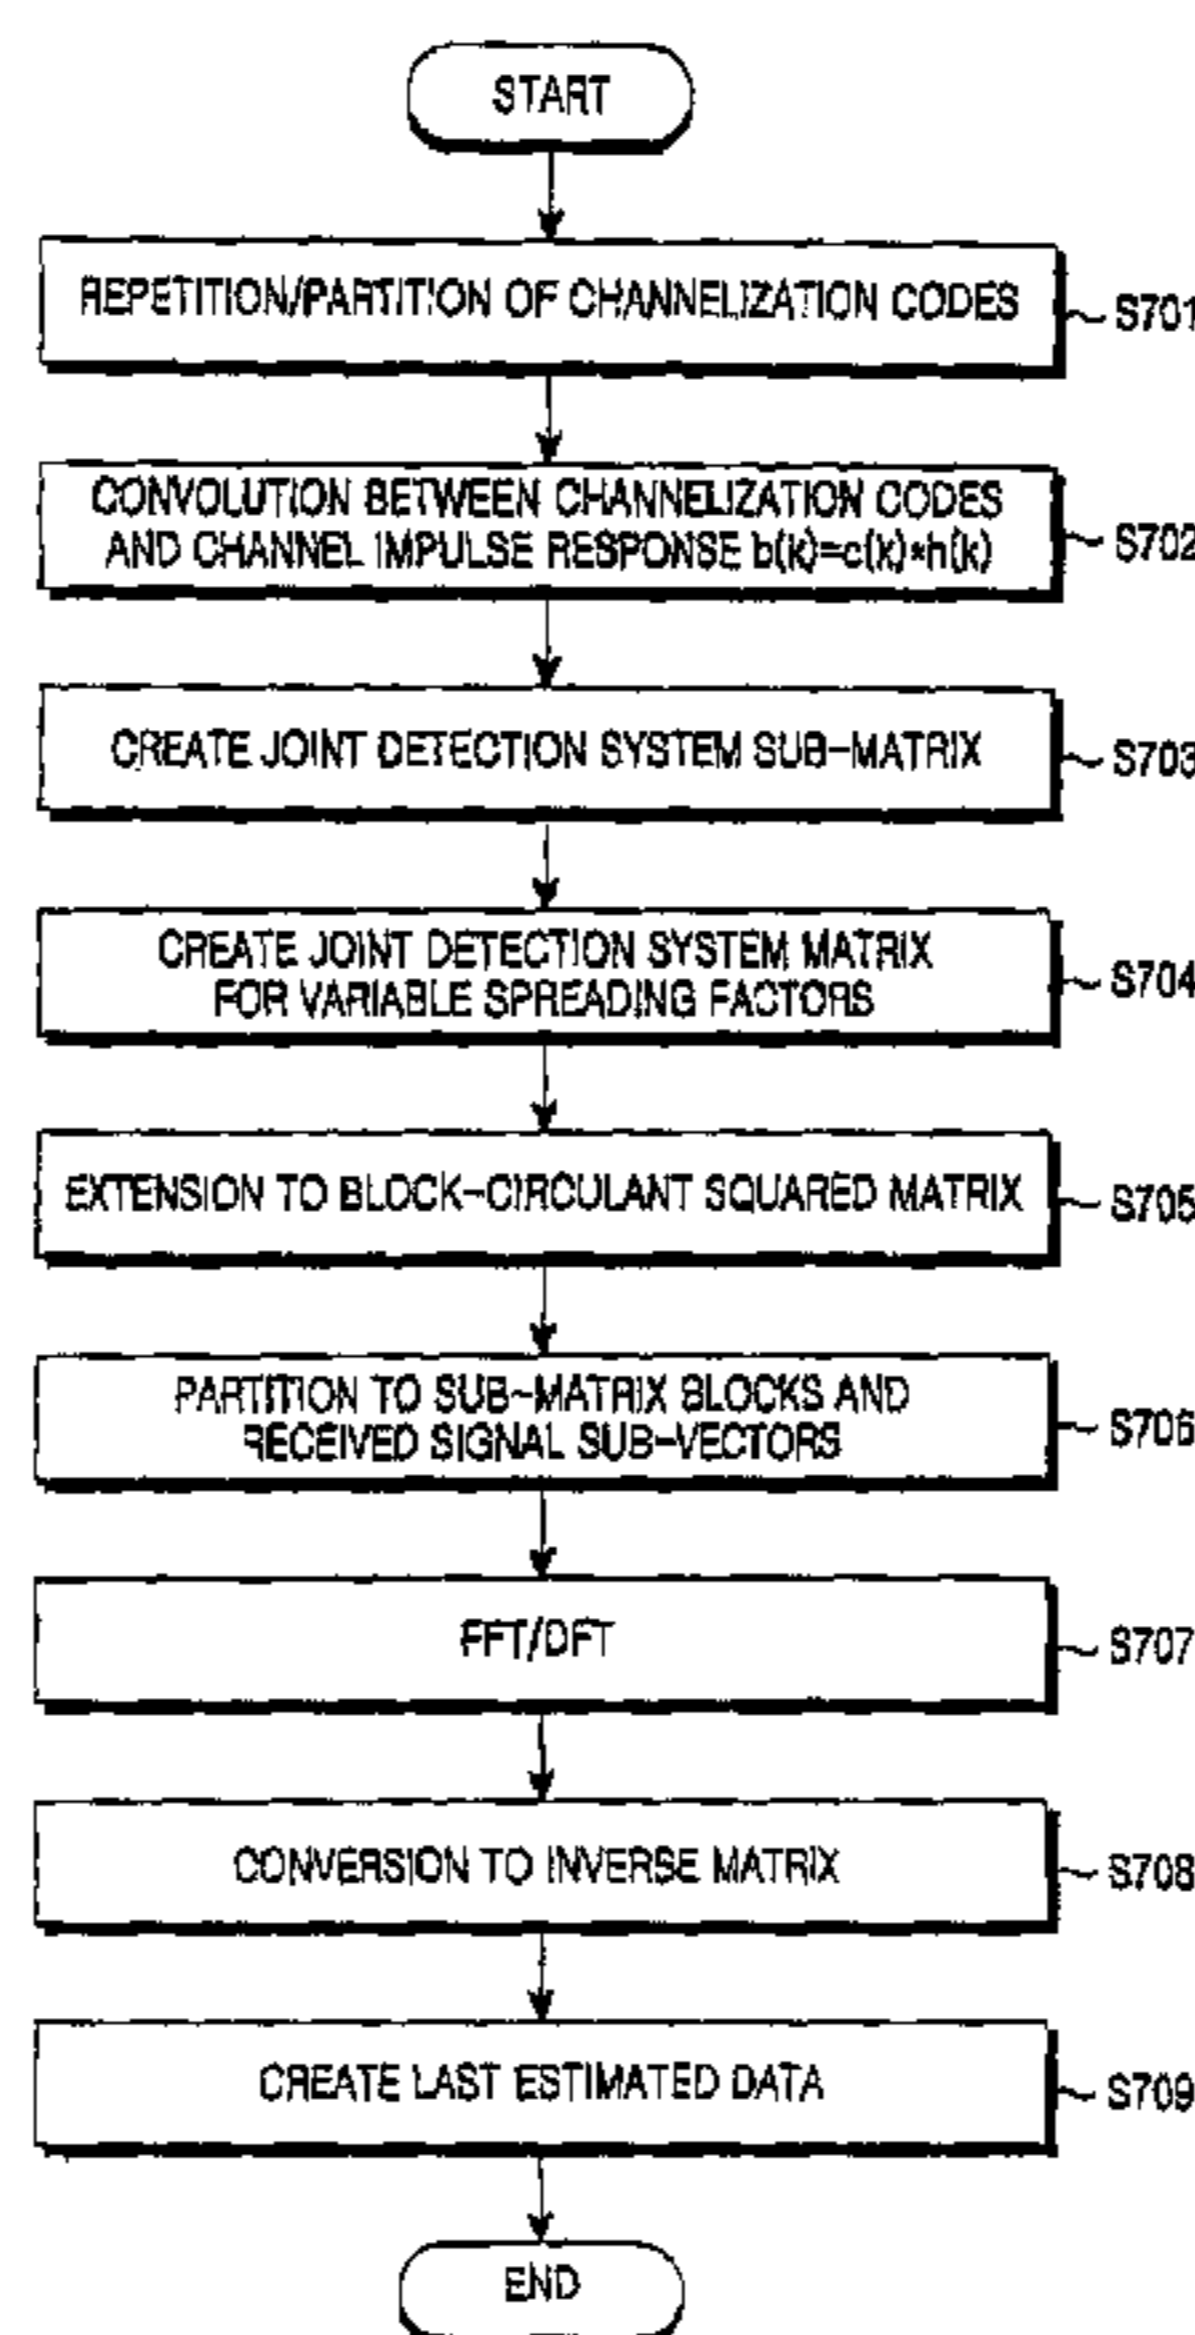 START
REPETITION/PARTITION OF CHANNELIZATION CODES
S701
CONVOLUTION BETWEEN CHANNELIZATION CODES
AND CHANNEL IMPULSE RESPONSE b(k)=c(k)*h(k)
S702
CREATE JOINT DETECTION SYSTEM SUB-MATRIX
S703
CREATE JOINT DETECTION SYSTEM MATRIX
FOR VARIABLE SPREADING FACTORS
S704
EXTENSION TO BLOCK-CIRCULANT SQUARED MATRIX
S705
PARTITION TO SUB-MATRIX BLOCKS AND
RECEIVED SIGNAL SUB-VECTORS
S706
FFT/DFT
S707
CONVERSION TO INVERSE MATRIX
S708
CREATE LAST ESTIMATED DATA
S709
END